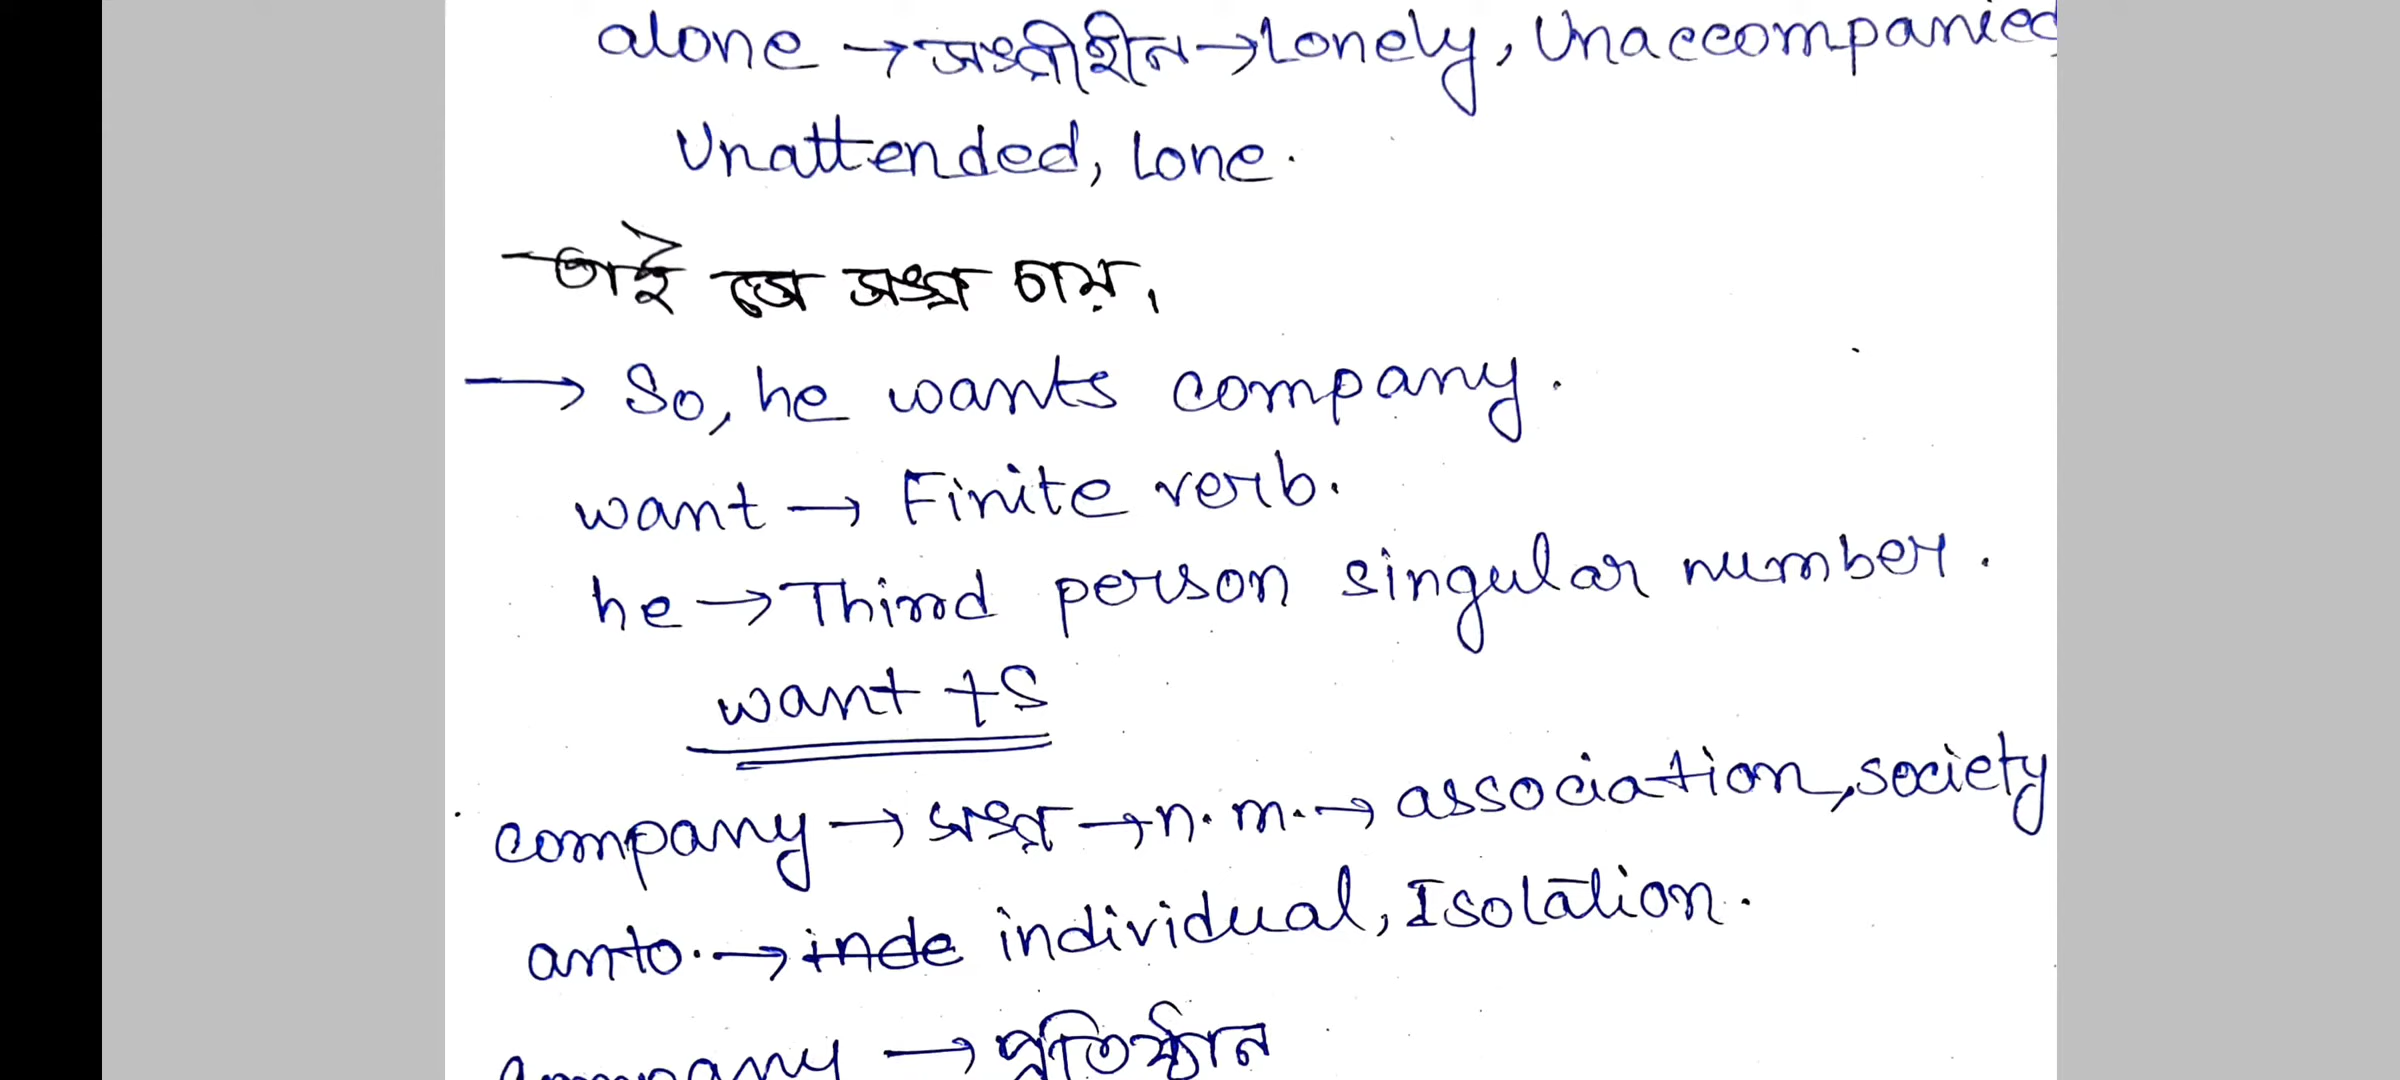 alone → সঙ্গীহীন → Lonely, Unaccompanied
Unattended, Lone.
তাই সে সঙ্গ চায়।
→ So, he wants company.
want → Finite verb.
he → Third person singular number.
want +s
company → সঙ্গ → n. m. → association, society
anto. → inde individual, Isolation.
company → প্রতিষ্ঠান